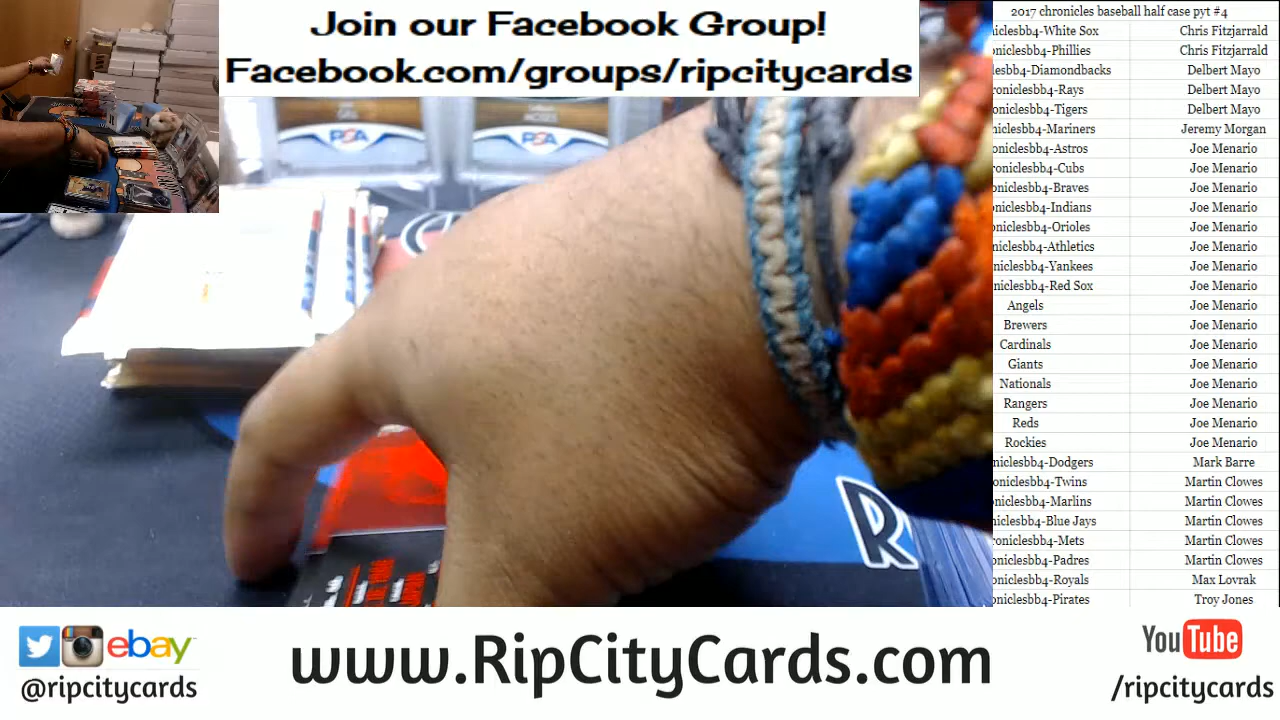 Join our Facebook Group!
Facebook.com/groups/ripcitycards
PSA
PSA
2017 chronicles baseball half case pyt #4
niclesbb4-White Sox Chris Fitzjarrald
oniclesbb4-Phillies Chris Fitzjarrald
lesbb4-Diamondbacks Delbert Mayo
roniclesbb4-Rays Delbert Mayo
oniclesbb4-Tigers Delbert Mayo
niclesbb4-Mariners Jeremy Morgan
oniclesbb4-Astros Joe Menario
roniclesbb4-Cubs Joe Menario
oniclesbb4-Braves Joe Menario
oniclesbb4-Indians Joe Menario
oniclesbb4-Orioles Joe Menario
niclesbb4-Athletics Joe Menario
niclesbb4-Yankees Joe Menario
niclesbb4-Red Sox Joe Menario
Angels Joe Menario
Brewers Joe Menario
Cardinals Joe Menario
Giants Joe Menario
Nationals Joe Menario
Rangers Joe Menario
Reds Joe Menario
Rockies Joe Menario
niclesbb4-Dodgers Mark Barre
oniclesbb4-Twins Martin Clowes
oniclesbb4-Marlins Martin Clowes
niclesbb4-Blue Jays Martin Clowes
roniclesbb4-Mets Martin Clowes
oniclesbb4-Padres Martin Clowes
oniclesbb4-Royals Max Lovrak
oniclesbb4-Pirates Troy Jones
R
ebay
@ripcitycards
www.RipCityCards.com
YouTube
/ripcitycards